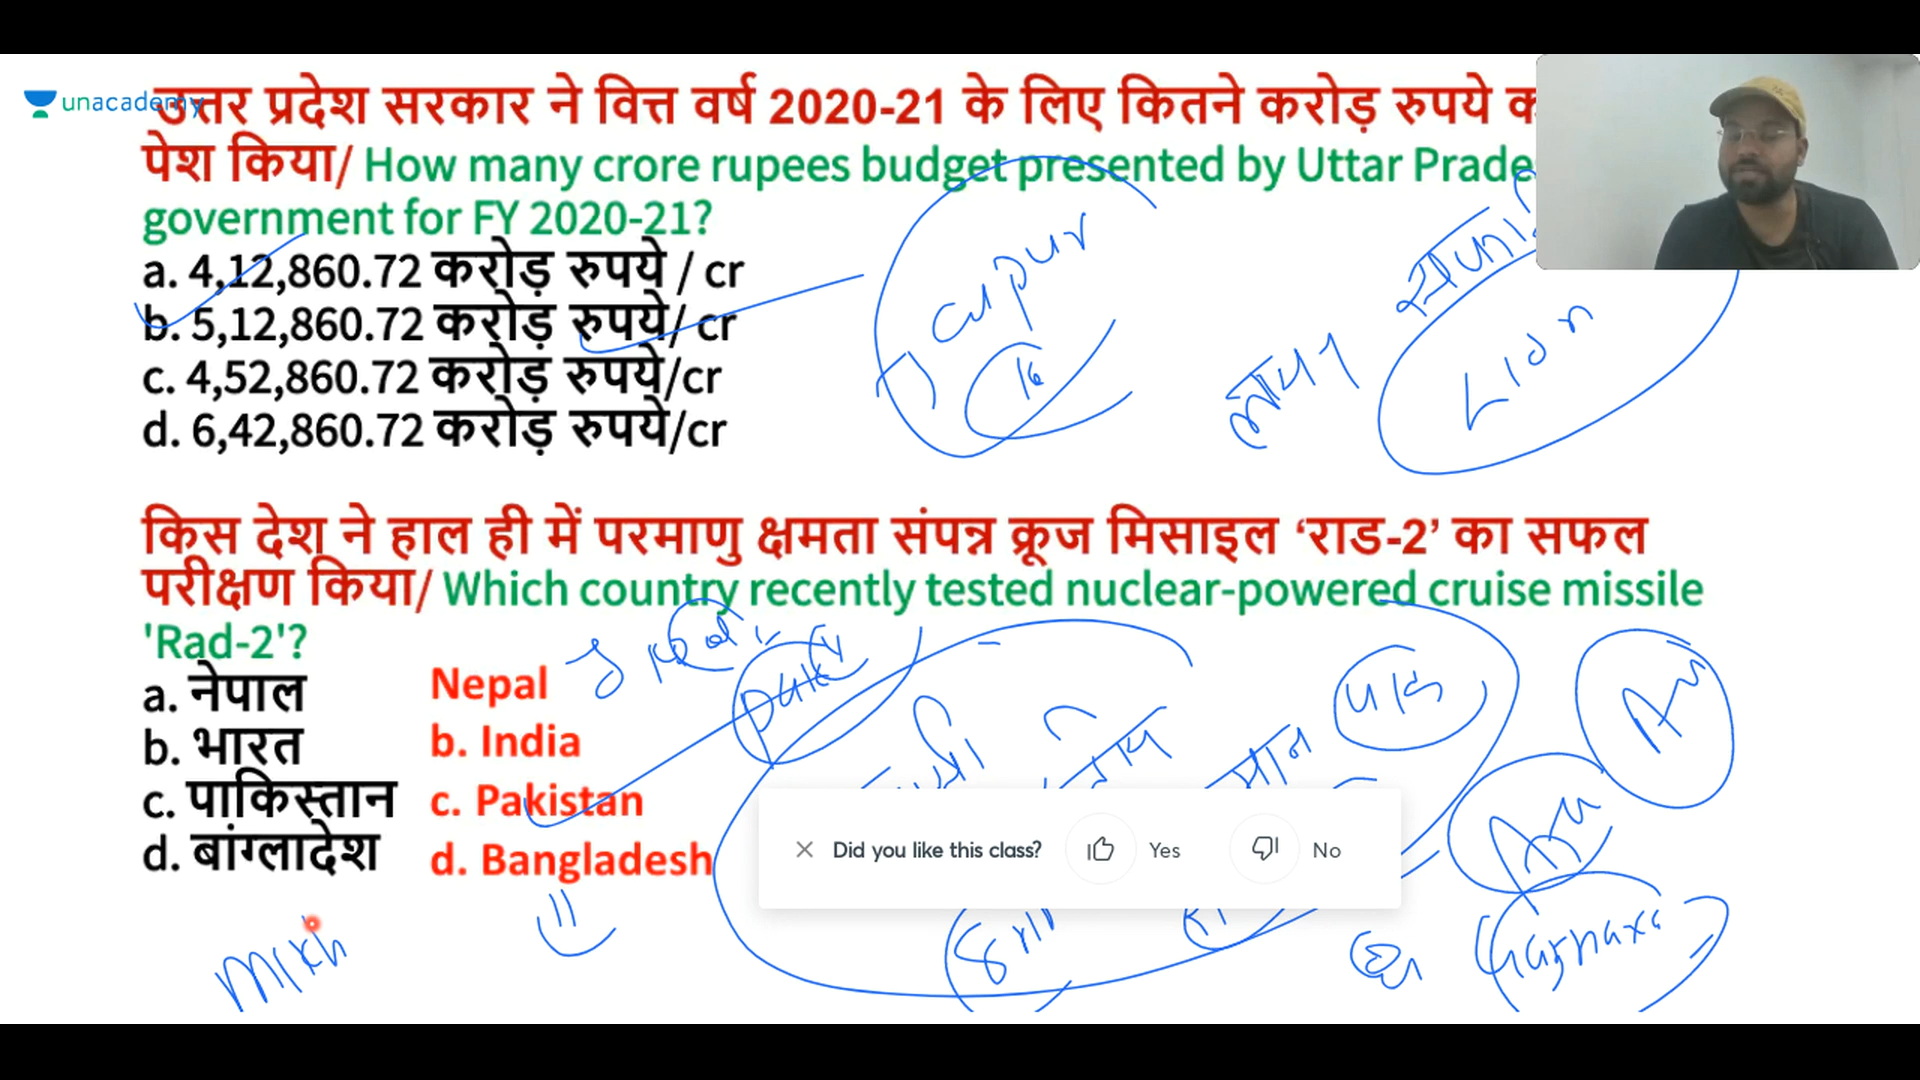 unacademy
उत्तर प्रदेश सरकार ने वित्त वर्ष 2020-21 के लिए कितने करोड़ रुपये
पेश किया/ How many crore rupees budget presented by Uttar
government for FY 2020-21?
a. 4,12,860.72 करोड़ रुपये / cr
b. 5,12,860.72 करोड़ रुपये/ cr
c. 4,52,860.72 करोड़ रुपये/cr
d. 6,42,860.72 करोड़ रुपये/cr
Lion
किस देश ने हाल ही में परमाणु क्षमता संपन्न क्रूज मिसाइल ‘राड-2’ का सफल
परीक्षण किया/ Which country recently tested nuclear-powered cruise missile
'Rad-2'?
a. नेपाल Nepal
b. भारत b. India
c. पाकिस्तान c. Pakistan
d. बांग्लादेश d. Bangladesh
Did you like this class? Yes No